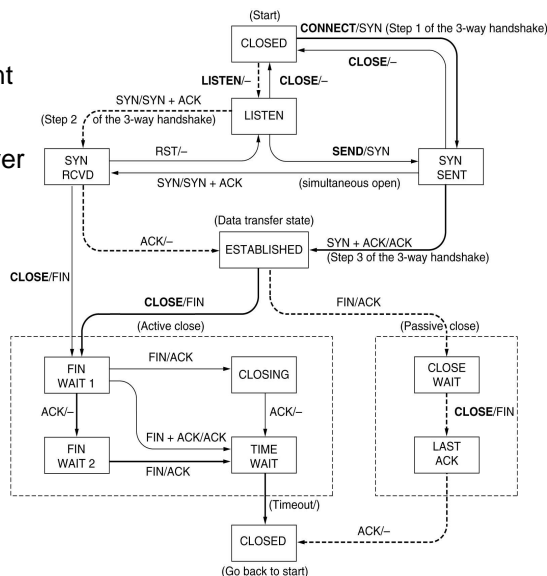 (Start)
CLOSED
CONNECT/SYN (Step 1 of the 3-way handshake)
CLOSE/–
LISTEN/–
CLOSE/–
nt
SYN/SYN + ACK
(Step 2 of the 3-way handshake)
LISTEN
er
SYN
RCVD
RST/–
SEND/SYN
SYN
SENT
SYN/SYN + ACK
(simultaneous open)
(Data transfer state)
ACK/–
ESTABLISHED
SYN + ACK/ACK
(Step 3 of the 3-way handshake)
CLOSE/FIN
CLOSE/FIN
FIN/ACK
(Active close)
(Passive close)
FIN
WAIT 1
FIN/ACK
CLOSING
CLOSE
WAIT
ACK/–
ACK/–
CLOSE/FIN
FIN + ACK/ACK
FIN
WAIT 2
FIN/ACK
TIME
WAIT
LAST
ACK
(Timeout/)
CLOSED
ACK/–
(Go back to start)